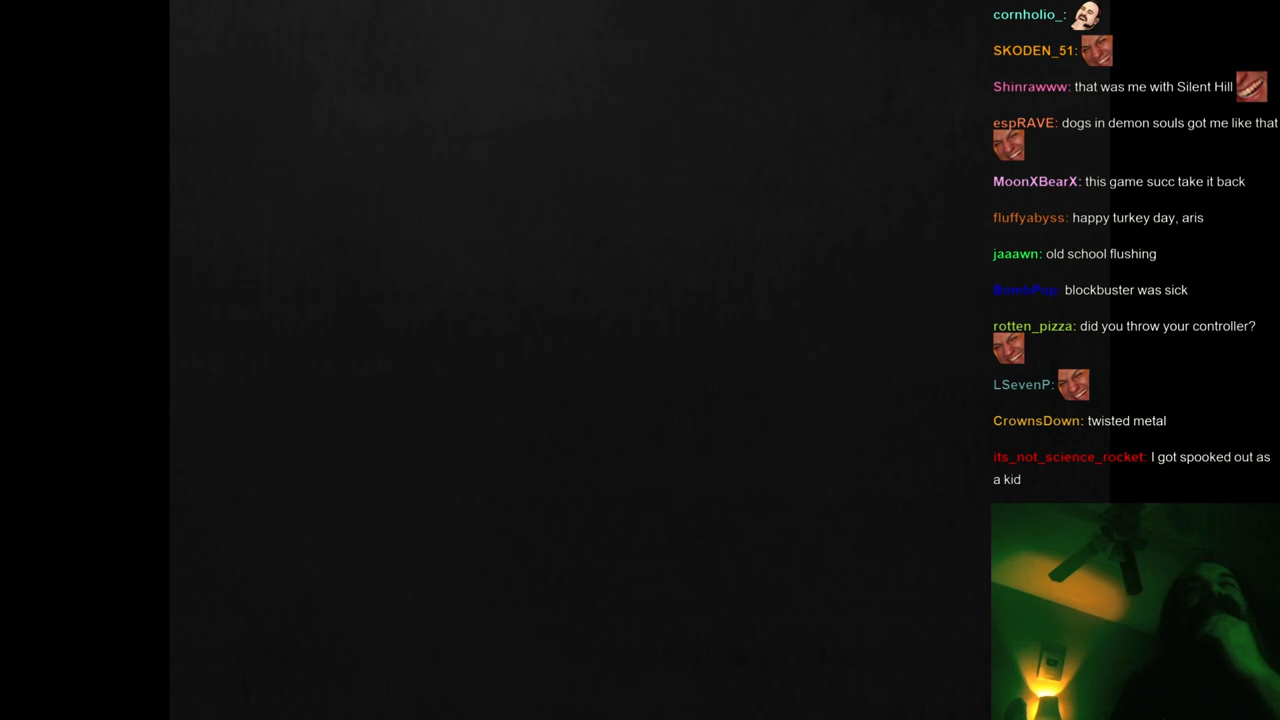 cornholio_:
SKODEN_51:
Shinrawww: that was me with Silent Hill
espRAVE: dogs in demon souls got me like that
MoonXBearX: this game succ take it back
fluffyabyss: happy turkey day, aris
jaaawn: old school flushing
BombPop: blockbuster was sick
rotten_pizza: did you throw your controller?
LSevenP:
CrownsDown: twisted metal
its_not_science_rocket: I got spooked out as
a kid